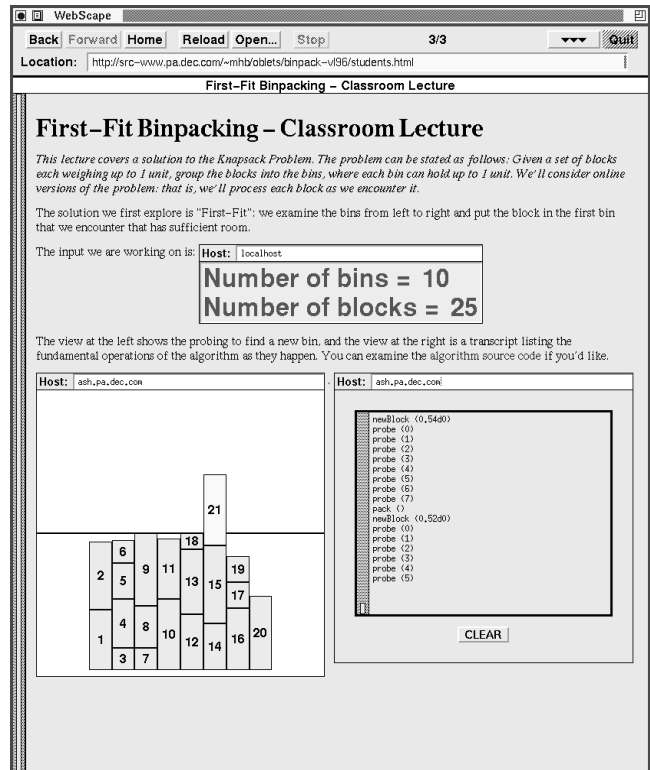 WebScape
Back Forward Home Reload Open... Stop 3/3 Quit
Location: http://src-www.pa.dec.com/~mhb/oblets/binpack-vl96/students.html
First-Fit Binpacking – Classroom Lecture
First–Fit Binpacking – Classroom Lecture
This lecture covers a solution to the Knapsack Problem. The problem can be stated as follows: Given a set of blocks
each weighing up to 1 unit, group the blocks into the bins, where each bin can hold up to 1 unit. We'll consider online
versions of the problem: that is, we'll process each block as we encounter it.
The solution we first explore is "First-Fit": we examine the bins from left to right and put the block in the first bin
that we encounter that has sufficient room.
The input we are working on is: Host: localhost
Number of bins = 10
Number of blocks = 25
The view at the left shows the probing to find a new bin, and the view at the right is a transcript listing the
fundamental operations of the algorithm as they happen. You can examine the algorithm source code if you'd like.
Host: ash.pa.dec.com
21
18
6
2 5 9 11 13 15 19
17
4 8 10 12 14 16 20
1
3 7
Host: ash.pa.dec.com
newBlock (0.54d0)
probe (0)
probe (1)
probe (2)
probe (3)
probe (4)
probe (5)
probe (6)
probe (7)
pack ()
newBlock (0.52d0)
probe (0)
probe (1)
probe (2)
probe (3)
probe (4)
probe (5)
CLEAR